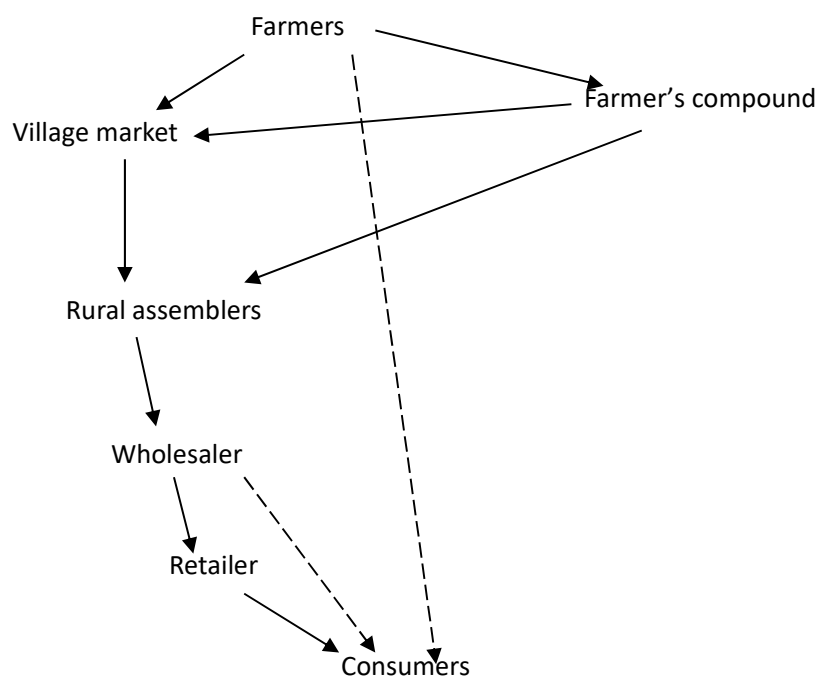 Farmers
Farmer’s compound
Village market
Rural assemblers
Wholesaler
Retailer
Consumers